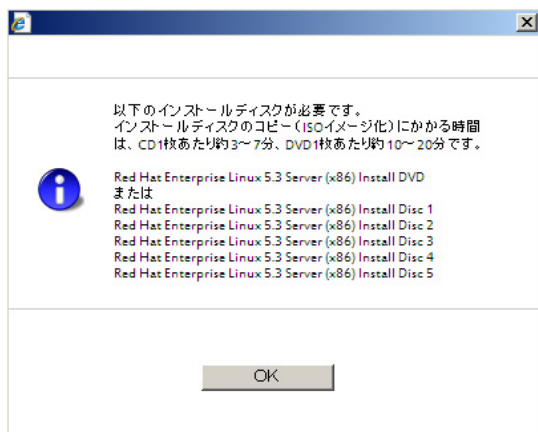 以下のインストールディスクが必要です。
インストールディスクのコピー(ISOイメージ化)にかかる時間
は、CD1枚あたり約3~7分、DVD1枚あたり約10~20分です。
Red Hat Enterprise Linux 5.3 Server (x86) Install DVD
または
Red Hat Enterprise Linux 5.3 Server (x86) Install Disc 1
Red Hat Enterprise Linux 5.3 Server (x86) Install Disc 2
Red Hat Enterprise Linux 5.3 Server (x86) Install Disc 3
Red Hat Enterprise Linux 5.3 Server (x86) Install Disc 4
Red Hat Enterprise Linux 5.3 Server (x86) Install Disc 5
OK